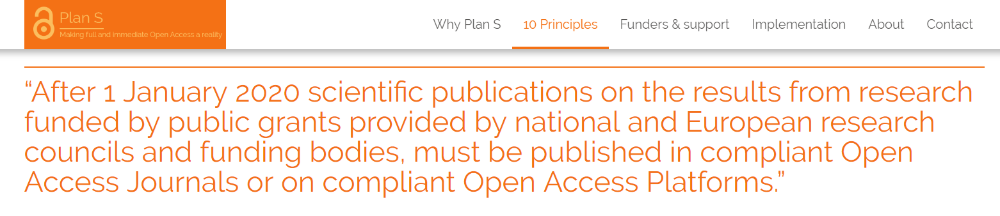 Plan S
Making full and immediate Open Access a reality
Why Plan S
10 Principles
Funders & support
Implementation
About
Contact
“After 1 January 2020 scientific publications on the results from research
funded by public grants provided by national and European research
councils and funding bodies, must be published in compliant Open
Access Journals or on compliant Open Access Platforms.”